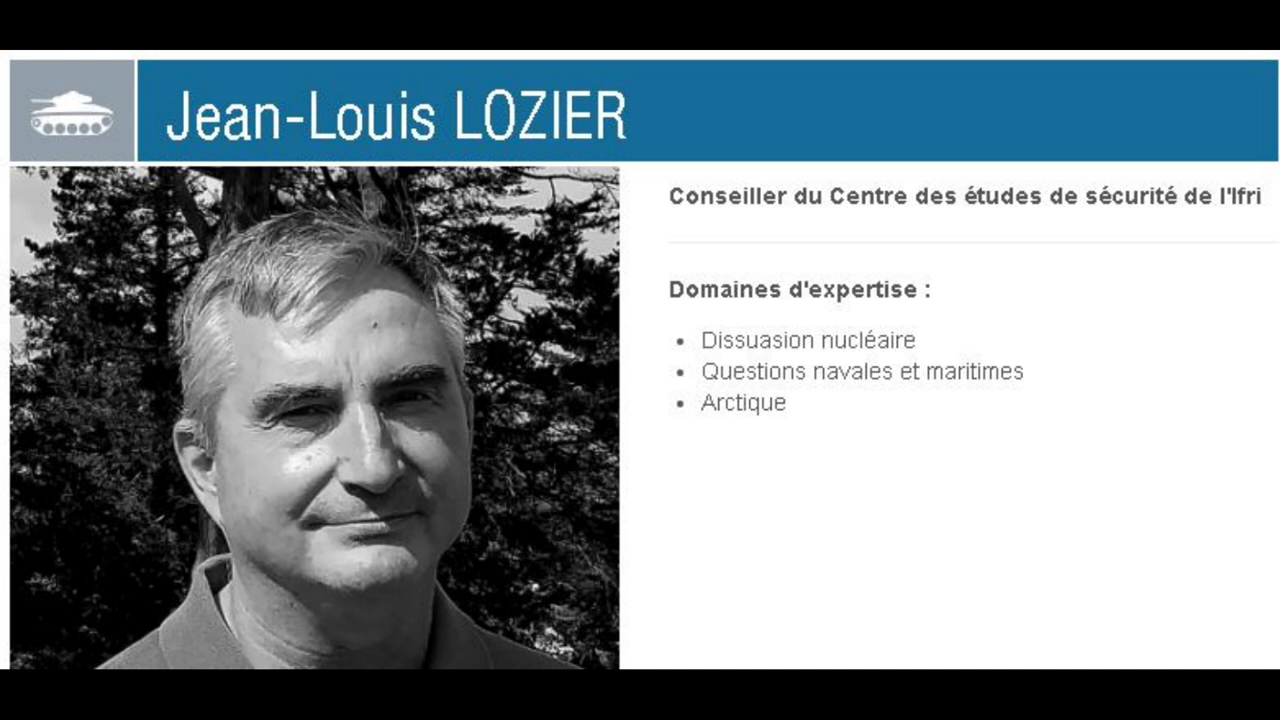 Jean-Louis LOZIER
Conseiller du Centre des études de sécurité de l'Ifri
Domaines d'expertise :
• Dissuasion nucléaire
• Questions navales et maritimes
• Arctique